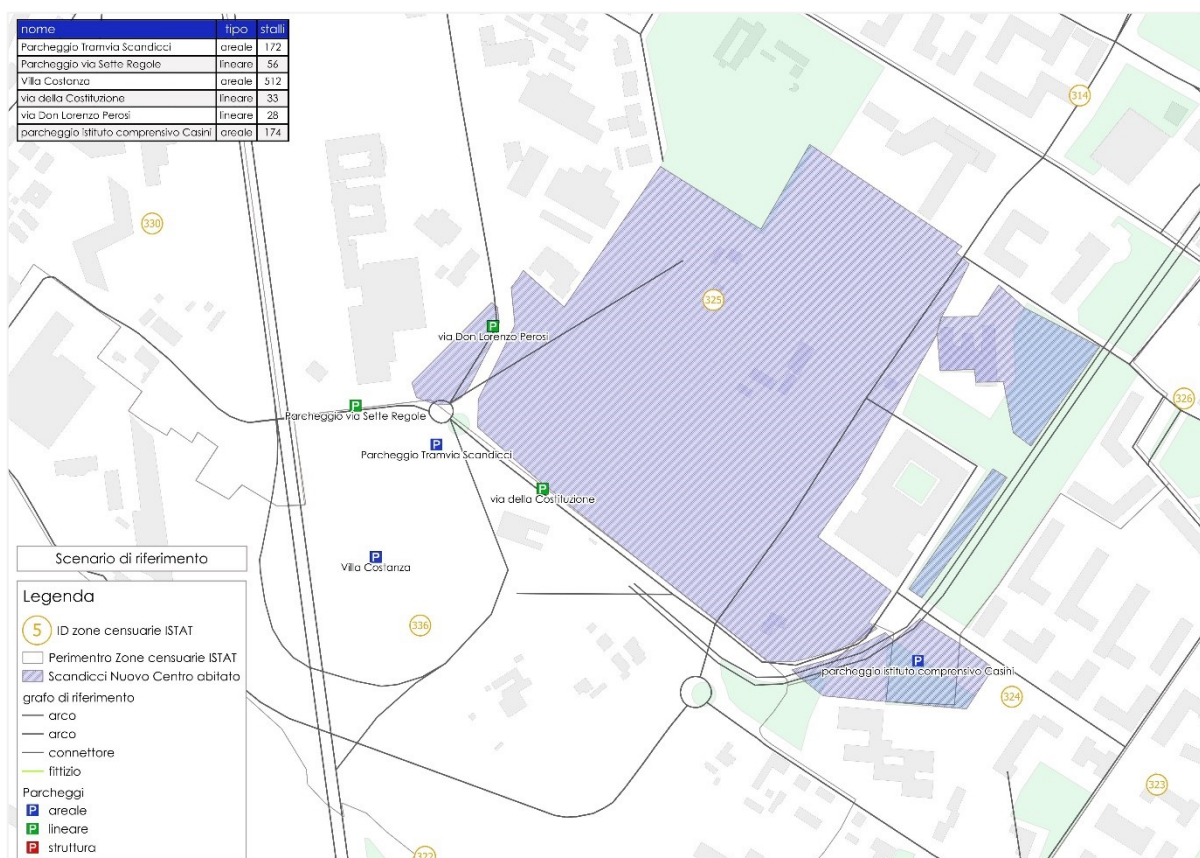 nome tipo stalli
Parcheggio Tramvia Scandicci areale 172
Parcheggio via Sette Regole lineare 56
Villa Costanza areale 512
via della Costituzione lineare 33
via Don Lorenzo Perosi lineare 28
parcheggio istituto comprensivo Casini areale 174
314
330
325
P
via Don Lorenzo Perosi
326
P
Parcheggio via Sette Regole
P
Parcheggio Tramvia Scandicci
P
via della Costituzione
P
Villa Costanza
336
P
parcheggio istituto comprensivo Casini
324
323
322
Scenario di riferimento
Legenda
5 ID zone censuarie ISTAT
Perimentro Zone censuarie ISTAT
Scandicci Nuovo Centro abitato
grafo di riferimento
arco
arco
connettore
fittizio
Parcheggi
P areale
P lineare
P struttura